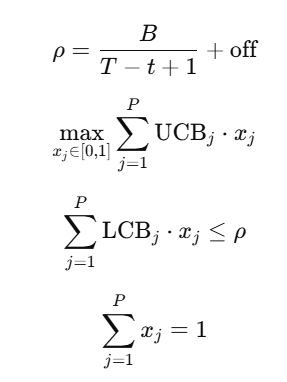 ρ = B / (T − t + 1) + off
max_{x_j∈[0,1]} ∑_{j=1}^{P} UCB_j · x_j
∑_{j=1}^{P} LCB_j · x_j ≤ ρ
∑_{j=1}^{P} x_j = 1